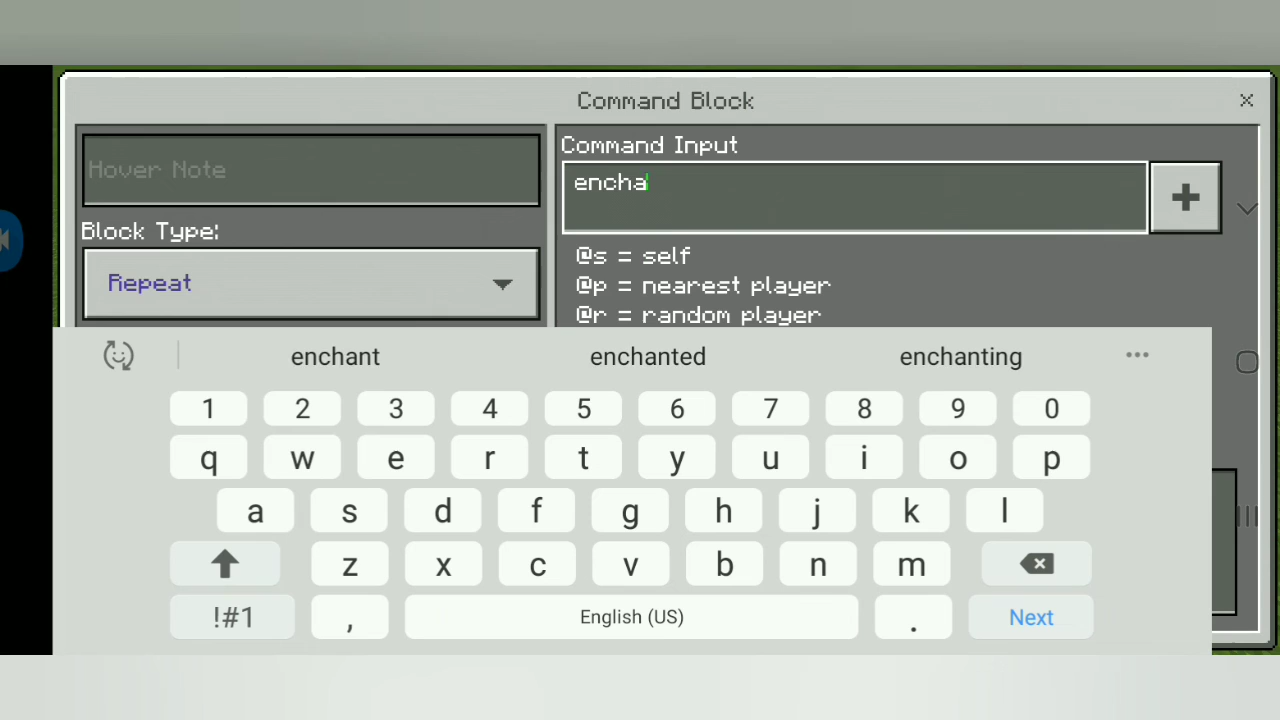 Command Block
Hover Note
Command Input
encha
Block Type:
Repeat
@s = self
@p = nearest player
@r = random player
enchant enchanted enchanting
1 2 3 4 5 6 7 8 9 0
q w e r t y u i o p
a s d f g h j k l
z x c v b n m
!#1 , English (US) . Next